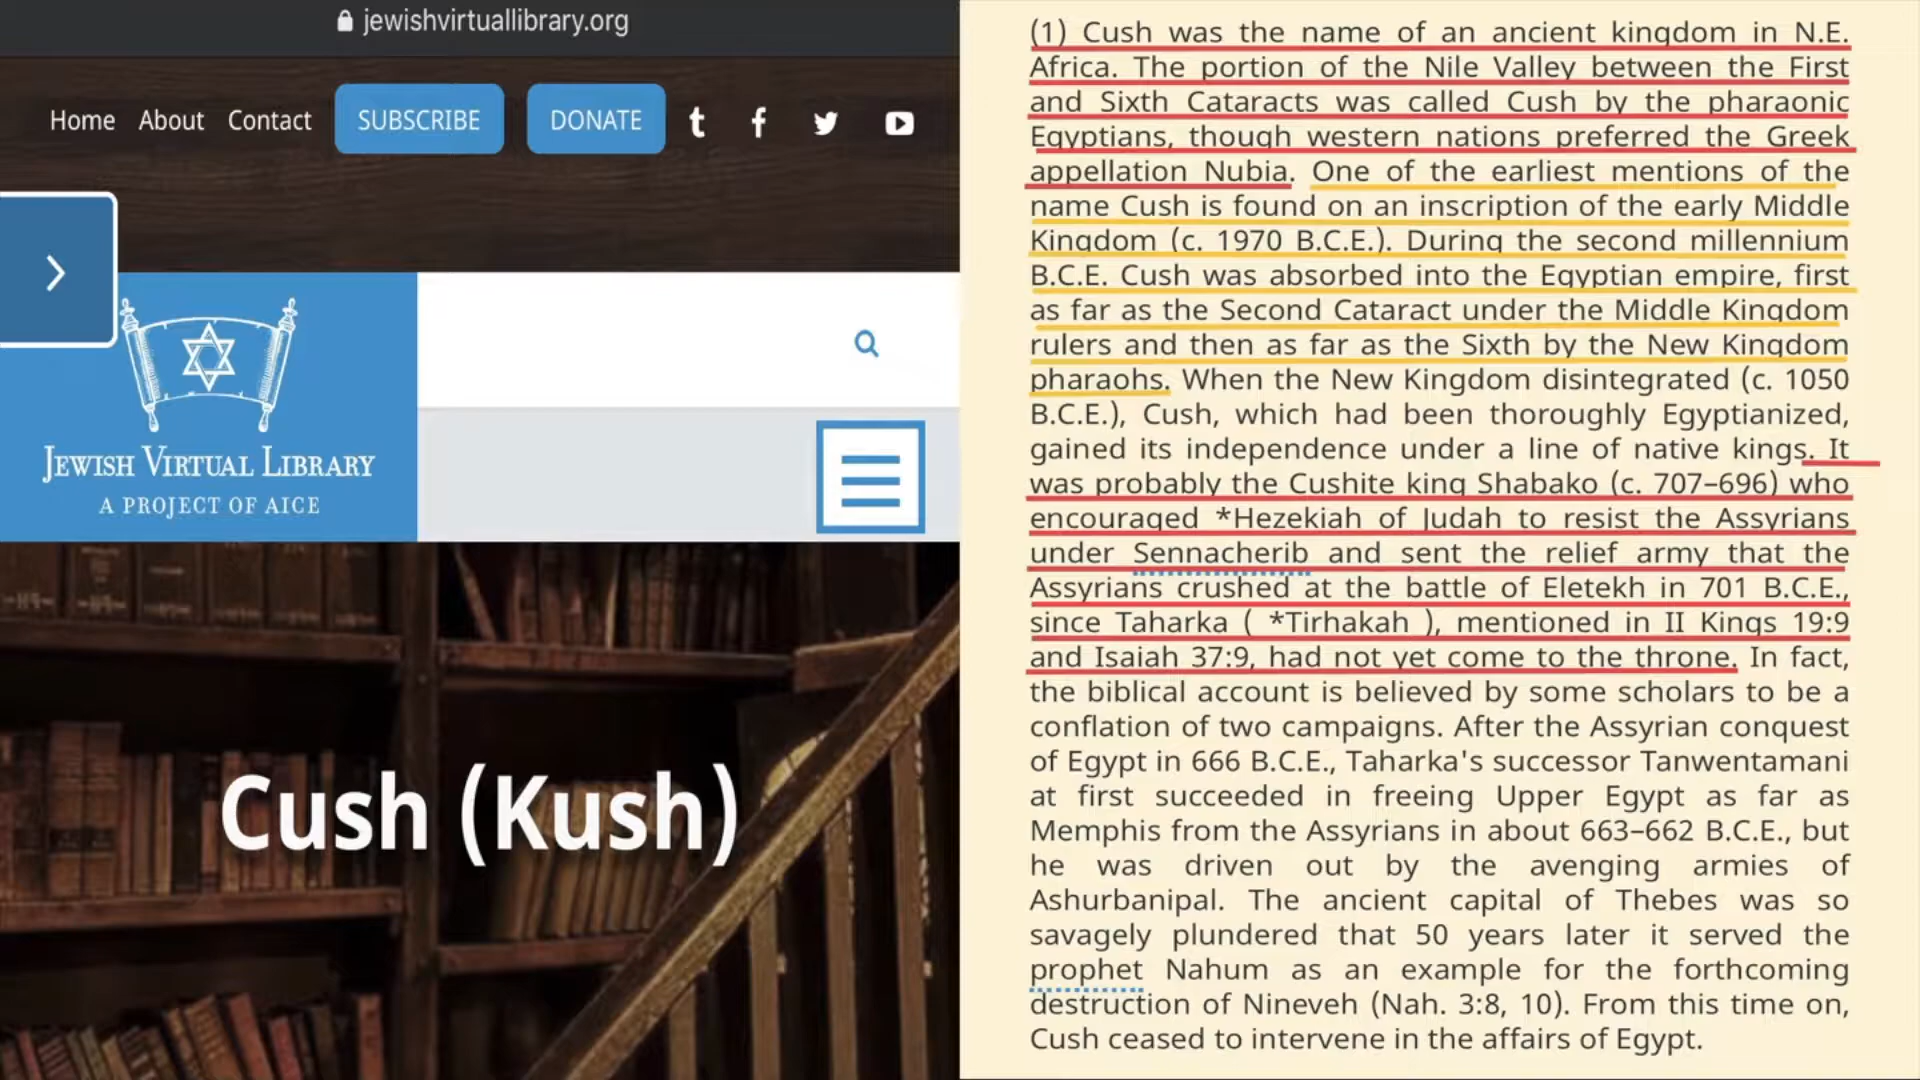 jewishvirtuallibrary.org
Home About Contact SUBSCRIBE DONATE
JEWISH VIRTUAL LIBRARY
A PROJECT OF AICE
Cush (Kush)
(1) Cush was the name of an ancient kingdom in N.E.
Africa. The portion of the Nile Valley between the First
and Sixth Cataracts was called Cush by the pharaonic
Egyptians, though western nations preferred the Greek
appellation Nubia. One of the earliest mentions of the
name Cush is found on an inscription of the early Middle
Kingdom (c. 1970 B.C.E.). During the second millennium
B.C.E. Cush was absorbed into the Egyptian empire, first
as far as the Second Cataract under the Middle Kingdom
rulers and then as far as the Sixth by the New Kingdom
pharaohs. When the New Kingdom disintegrated (c. 1050
B.C.E.), Cush, which had been thoroughly Egyptianized,
gained its independence under a line of native kings. It
was probably the Cushite king Shabako (c. 707–696) who
encouraged *Hezekiah of Judah to resist the Assyrians
under Sennacherib and sent the relief army that the
Assyrians crushed at the battle of Eletekh in 701 B.C.E.,
since Taharka ( *Tirhakah ), mentioned in II Kings 19:9
and Isaiah 37:9, had not yet come to the throne. In fact,
the biblical account is believed by some scholars to be a
conflation of two campaigns. After the Assyrian conquest
of Egypt in 666 B.C.E., Taharka's successor Tanwentamani
at first succeeded in freeing Upper Egypt as far as
Memphis from the Assyrians in about 663–662 B.C.E., but
he was driven out by the avenging armies of
Ashurbanipal. The ancient capital of Thebes was so
savagely plundered that 50 years later it served the
prophet Nahum as an example for the forthcoming
destruction of Nineveh (Nah. 3:8, 10). From this time on,
Cush ceased to intervene in the affairs of Egypt.